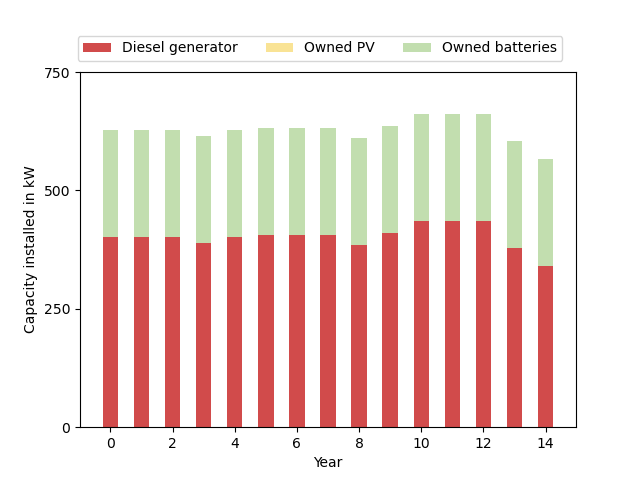 Diesel generator Owned PV Owned batteries
750
500
250
0
Capacity installed in kW
0 2 4 6 8 10 12 14
Year